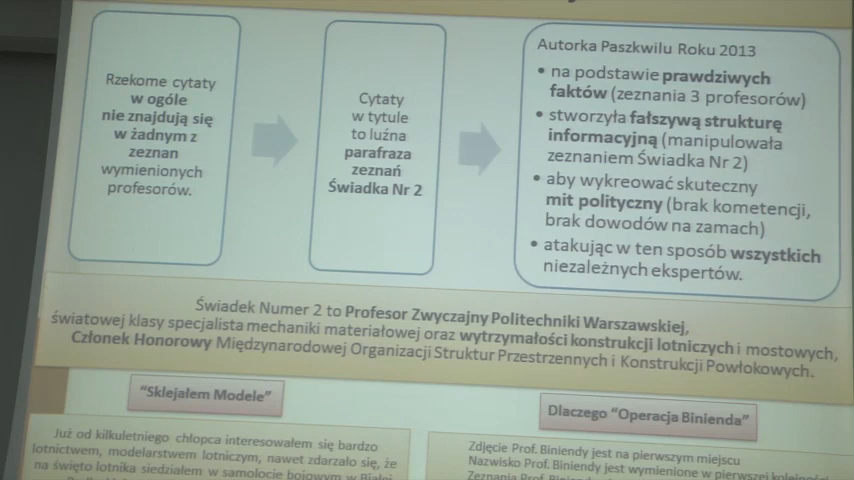 Rzekome cytaty
w ogóle
nie znajdują się
w żadnym z
zeznan
wymienionych
profesorów.
Cytaty
w tytule
to luźna
parafraza
zeznań
Świadka Nr 2
Autorka Paszkwilu Roku 2013
• na podstawie prawdziwych
faktów (zeznania 3 profesorów)
• stworzyła fałszywą strukturę
informacyjną (manipulowała
zeznaniem Świadka Nr 2)
• aby wykreować skuteczny
mit polityczny (brak kometencji,
brak dowodów na zamach)
• atakując w ten sposób wszystkich
niezależnych ekspertów.
Świadek Numer 2 to Profesor Zwyczajny Politechniki Warszawskiej,
światowej klasy specjalista mechaniki materiałowej oraz wytrzymałości konstrukcji lotniczych i mostowych,
Członek Honorowy Międzynarodowej Organizacji Struktur Przestrzennych i Konstrukcji Powłokowych.
"Sklejałem Modele"
Już od kilkuletniego chłopca interesowałem się bardzo
lotnictwem, modelarstwem lotniczym, nawet zdarzało się, że
na święto lotnika siedziałem w samolocie bojowym w
Dlaczego "Operacja Binienda"
Zdjęcie Prof. Biniendy jest na pierwszym miejscu
Nazwisko Prof. Biniendy jest wymienione w pierwszej kolejności
Zeznania Prof.